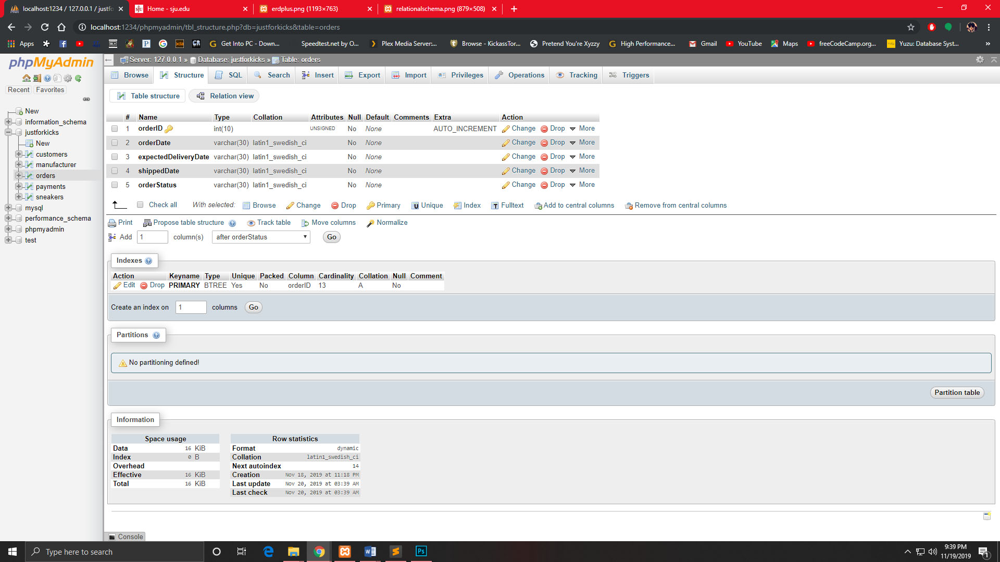 localhost:1234 / 127.0.0.1 / justfo
Home - sju.edu
erdplus.png (1193×763)
relationalschema.png (879×508)
localhost:1234/phpmyadmin/tbl_structure.php?db=justforkicks&table=orders
Apps
Get Into PC - Down...
Speedtest.net by O...
Plex Media Server:...
Browse - KickassTor...
Pretend You're Xyzzy
High Performance...
Gmail
YouTube
Maps
freeCodeCamp.org...
Yuzu: Database Syst...
»
phpMyAdmin
Recent Favorites
New
information_schema
justforkicks
New
customers
manufacturer
orders
payments
sneakers
mysql
performance_schema
phpmyadmin
test
Server: 127.0.0.1 » Database: justforkicks » Table: orders
Browse Structure SQL Search Insert Export Import Privileges Operations Tracking Triggers
Table structure Relation view
# Name Type Collation Attributes Null Default Comments Extra Action
1 orderID int(10) UNSIGNED No None AUTO_INCREMENT Change Drop More
2 orderDate varchar(30) latin1_swedish_ci No None Change Drop More
3 expectedDeliveryDate varchar(30) latin1_swedish_ci No None Change Drop More
4 shippedDate varchar(30) latin1_swedish_ci No None Change Drop More
5 orderStatus varchar(30) latin1_swedish_ci No None Change Drop More
Check all With selected: Browse Change Drop Primary Unique Index Fulltext Add to central columns Remove from central columns
Print Propose table structure Track table Move columns Normalize
Add 1 column(s) after orderStatus Go
Indexes
Action Keyname Type Unique Packed Column Cardinality Collation Null Comment
Edit Drop PRIMARY BTREE Yes No orderID 13 A No
Create an index on 1 columns Go
Partitions
No partitioning defined!
Partition table
Information
Space usage
Data 16 KiB
Index 0 B
Overhead
Effective 16 KiB
Total 16 KiB
Row statistics
Format dynamic
Collation latin1_swedish_ci
Next autoindex 14
Creation Nov 18, 2019 at 11:18 PM
Last update Nov 20, 2019 at 03:39 AM
Last check Nov 20, 2019 at 03:39 AM
Console
Type here to search
9:39 PM
11/19/2019